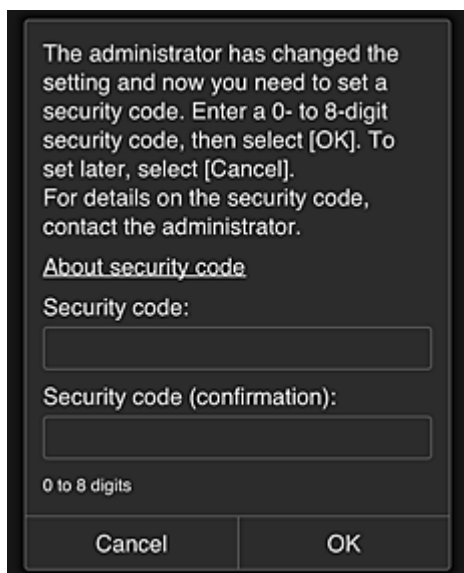 The administrator has changed the
setting and now you need to set a
security code. Enter a 0- to 8-digit
security code, then select [OK]. To
set later, select [Cancel].
For details on the security code,
contact the administrator.
About security code
Security code:
Security code (confirmation):
0 to 8 digits
Cancel
OK